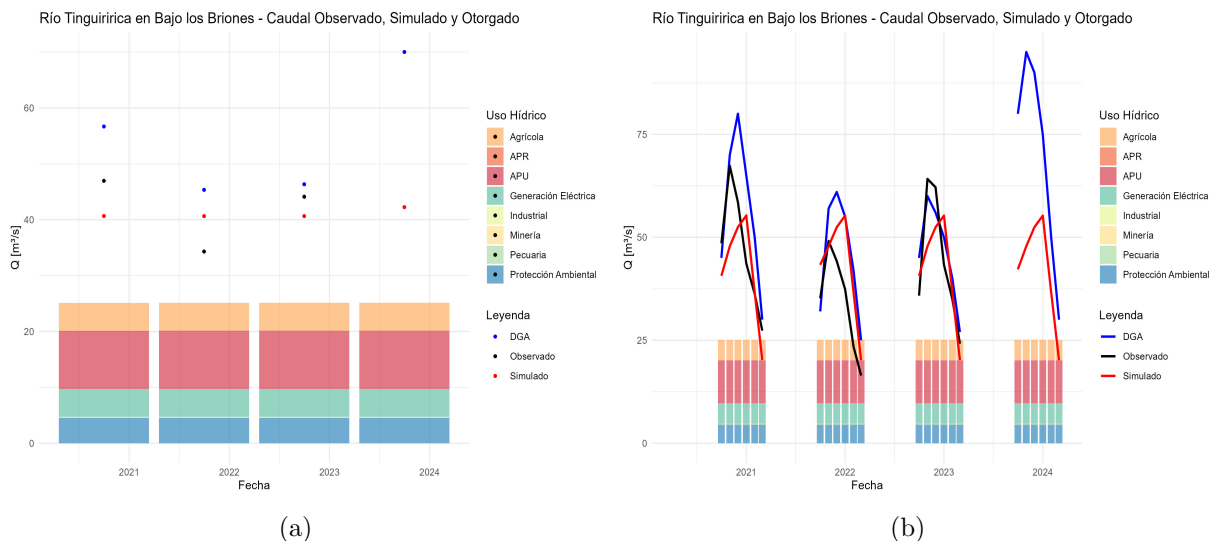 Río Tinguiririca en Bajo los Briones - Caudal Observado, Simulado y Otorgado
Q [m³/s]
60
40
20
0
2021
2022
2023
2024
Fecha
Uso Hídrico
Agrícola
APR
APU
Generación Eléctrica
Industrial
Minería
Pecuaria
Protección Ambiental
Leyenda
DGA
Observado
Simulado
(a)
Río Tinguiririca en Bajo los Briones - Caudal Observado, Simulado y Otorgado
Q [m³/s]
75
50
25
0
2021
2022
2023
2024
Fecha
Uso Hídrico
Agrícola
APR
APU
Generación Eléctrica
Industrial
Minería
Pecuaria
Protección Ambiental
Leyenda
DGA
Observado
Simulado
(b)